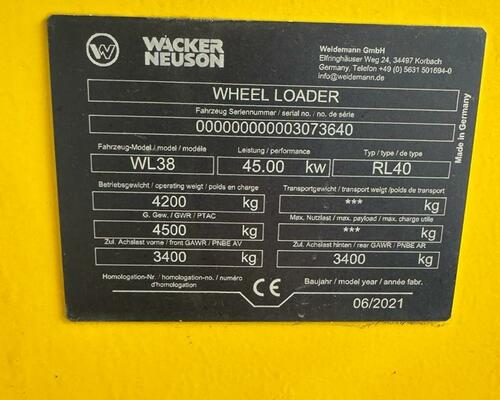 WACKER
NEUSON
Weidemann GmbH
Elfringhäuser Weg 24, 34497 Korbach
Germany. Telefon +49 (0) 5631 501694-0
info@weidemann.de
WHEEL LOADER
Fahrzeug Seriennummer / serial no. / no. de série
000000000003073640
Made in Germany
Fahrzeug-Model / model / modéle Leistung / performance Typ / type / de type
WL38 45.00 kw RL40
Betriebsgewicht / operating weigt / poids en charge Transportgewicht / transport weigt /poids de transport
4200 kg *** kg
G. Gew. / GWR / PTAC Max. Nutzlast / max. payload / max. charge utile
4500 kg *** kg
Zul. Achslast vorne / front GAWR / PNBE AV Zul. Achslast hinten / rear GAWR / PNBE AR
3400 kg 3400 kg
Homologation-Nr. / homologation-no. / numéro
d'homologation
CE
Baujahr / model year / année fabr.
06/2021